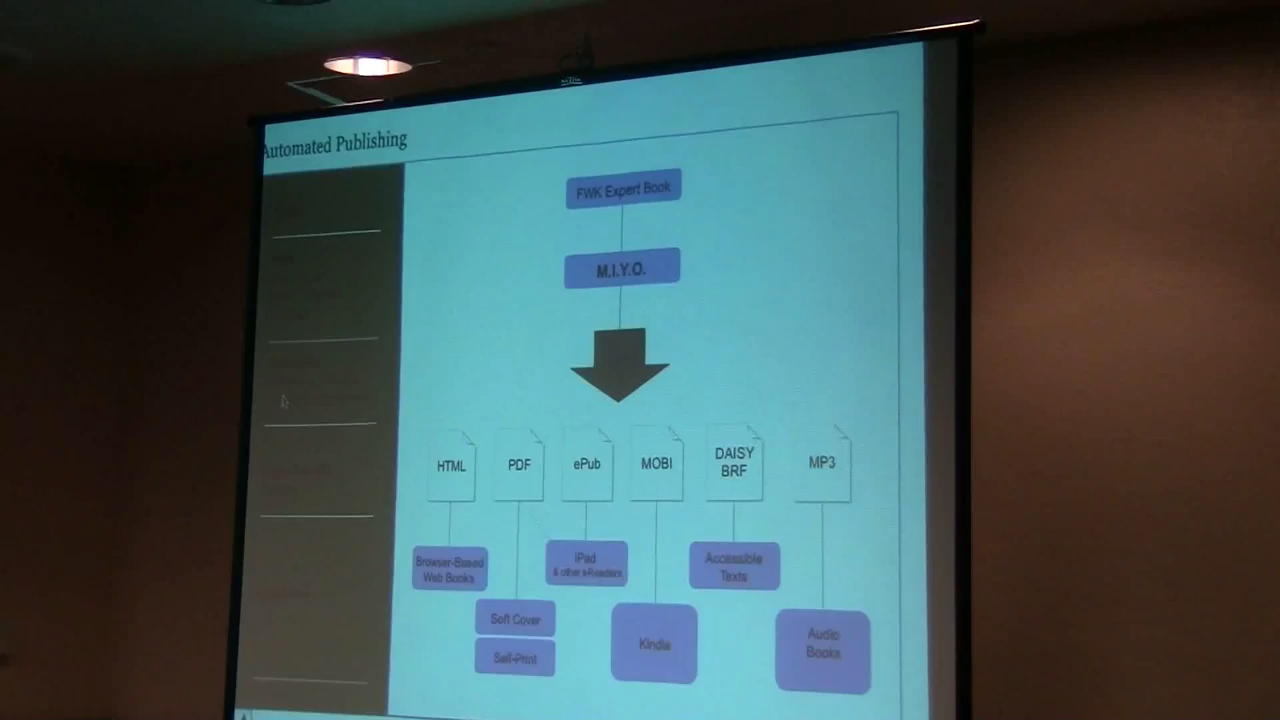 Automated Publishing
FWK Expert Book
M.I.Y.O.
HTML
PDF
ePub
MOBI
DAISY
BRF
MP3
Browser-Based
Web Books
iPad
& other e-Readers
Accessible
Texts
Soft Cover
Self-Print
Kindle
Audio
Books